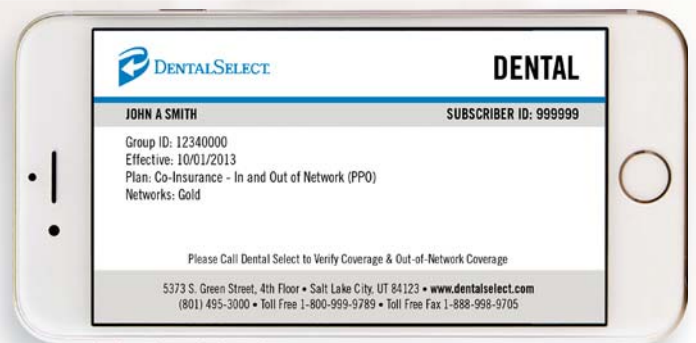 DENTALSELECT.
DENTAL
JOHN A SMITH
SUBSCRIBER ID: 999999
Group ID: 12340000
Effective: 10/01/2013
Plan: Co-Insurance - In and Out of Network (PPO)
Networks: Gold
Please Call Dental Select to Verify Coverage & Out-of-Network Coverage
5373 S. Green Street, 4th Floor • Salt Lake City, UT 84123 • www.dentalselect.com
(801) 495-3000 • Toll Free 1-800-999-9789 • Toll Free Fax 1-888-998-9705